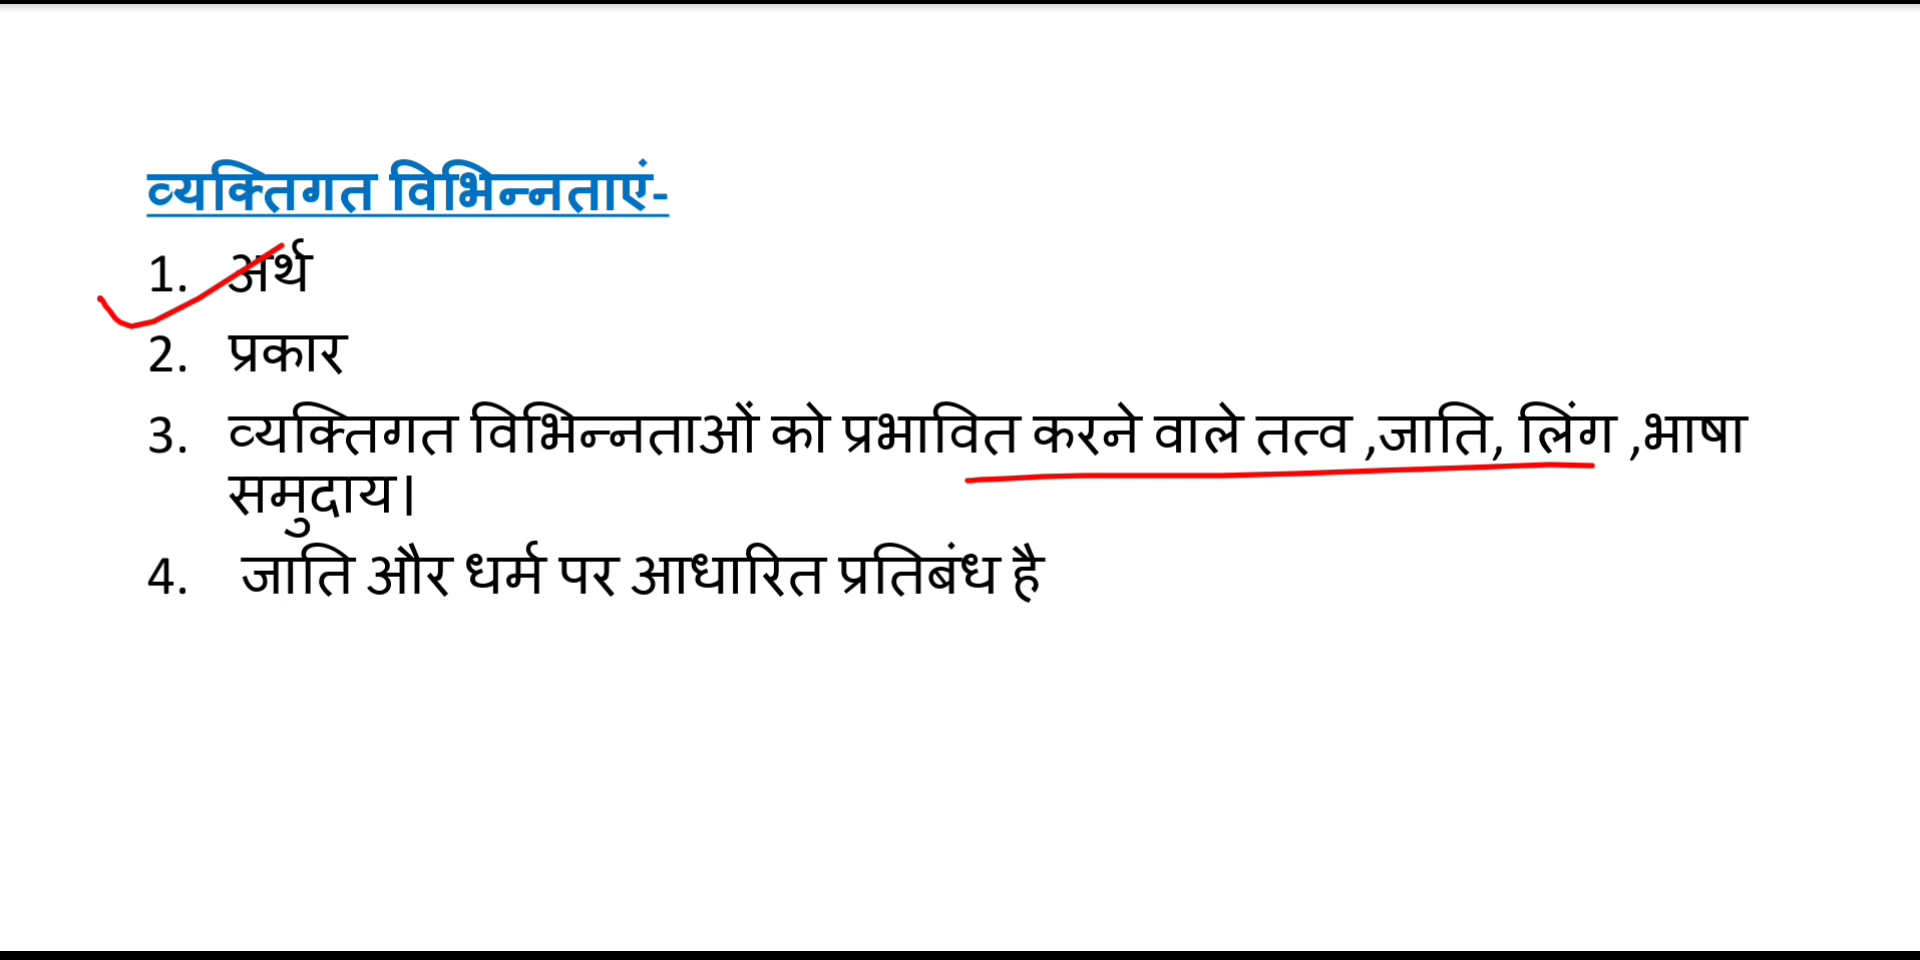 व्यक्तिगत विभिन्नताएं-
1. अर्थ
2. प्रकार
3. व्यक्तिगत विभिन्नताओं को प्रभावित करने वाले तत्व ,जाति, लिंग ,भाषा
समुदाय।
4. जाति और धर्म पर आधारित प्रतिबंध है